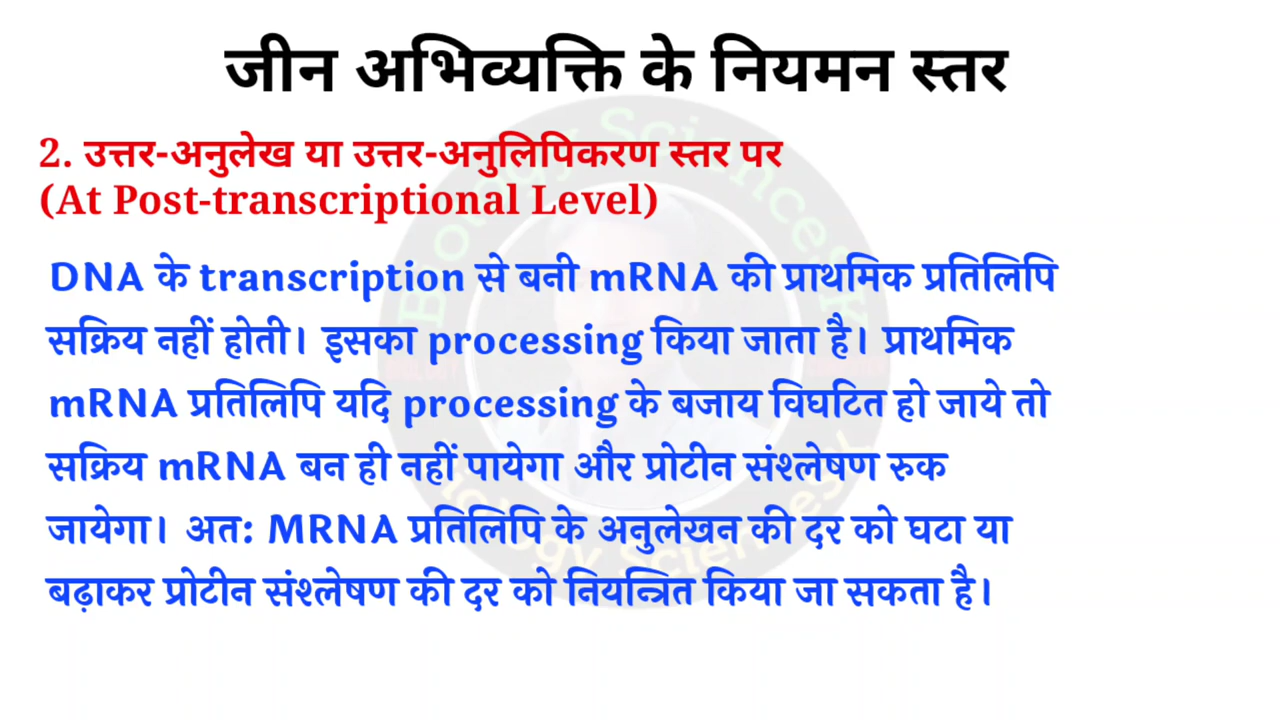 जीन अभिव्यक्ति के नियमन स्तर
2. उत्तर-अनुलेख या उत्तर-अनुलिपिकरण स्तर पर
(At Post-transcriptional Level)
DNA के transcription से बनी mRNA की प्राथमिक प्रतिलिपि
सक्रिय नहीं होती। इसका processing किया जाता है। प्राथमिक
mRNA प्रतिलिपि यदि processing के बजाय विघटित हो जाये तो
सक्रिय mRNA बन ही नहीं पायेगा और प्रोटीन संश्लेषण रुक
जायेगा। अत: MRNA प्रतिलिपि के अनुलेखन की दर को घटा या
बढ़ाकर प्रोटीन संश्लेषण की दर को नियन्त्रित किया जा सकता है।